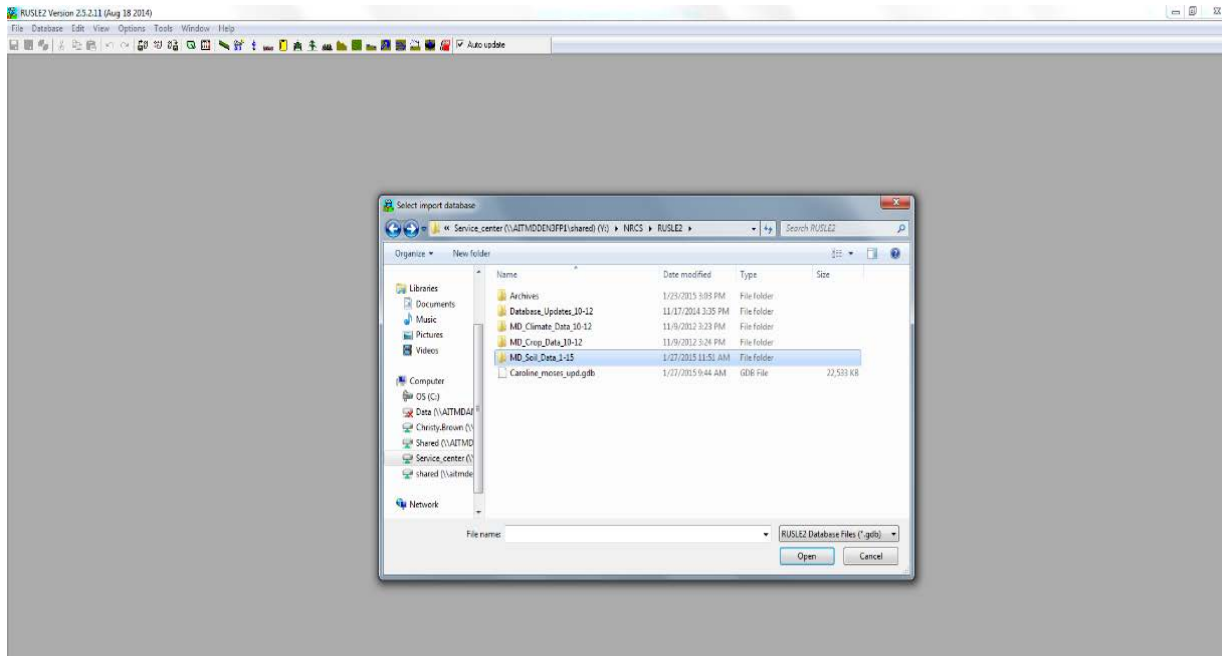 RUSLE2 Version 2.5.2.11 (Aug 18 2014)
File Database Edit View Options Tools Window Help
Auto update
Select import database
« Service_center (\\AITMDDEN3FP1\shared) (Y:) ▸ NRCS ▸ RUSLE2 ▸
Search RUSLE2
Organize ▾ New folder
Name Date modified Type Size
Libraries
Documents
Music
Pictures
Videos
Computer
OS (C:)
Data (\\AITMDAI
Christy.Brown (\\
Shared (\\AITMD
Service_center (\\
shared (\\aitmde
Network
Archives 1/23/2015 3:03 PM File folder
Database_Updates_10-12 11/17/2014 3:35 PM File folder
MD_Climate_Data_10-12 11/9/2012 3:23 PM File folder
MD_Crop_Data_10-12 11/9/2012 3:24 PM File folder
MD_Soil_Data_1-15 1/27/2015 11:51 AM File folder
Caroline_moses_upd.gdb 1/27/2015 9:44 AM GDB File 22,533 KB
File name:
RUSLE2 Database Files (*.gdb)
Open Cancel